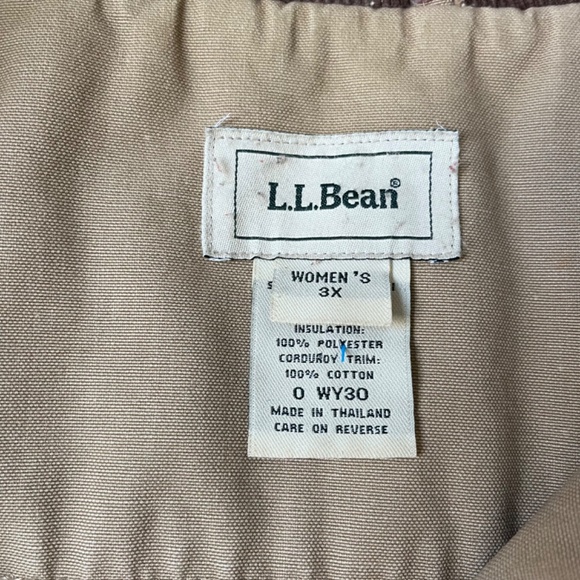 L.L.Bean®
WOMEN'S
3X
INSULATION:
100% POLYESTER
CORDUROY TRIM:
100% COTTON
0 WY30
MADE IN THAILAND
CARE ON REVERSE